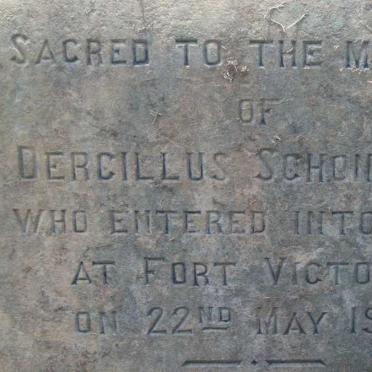 SACRED TO THE M
OF
DERCILLUS SCHON
WHO ENTERED INTO
AT FORT VICTO
ON 22ND MAY 19